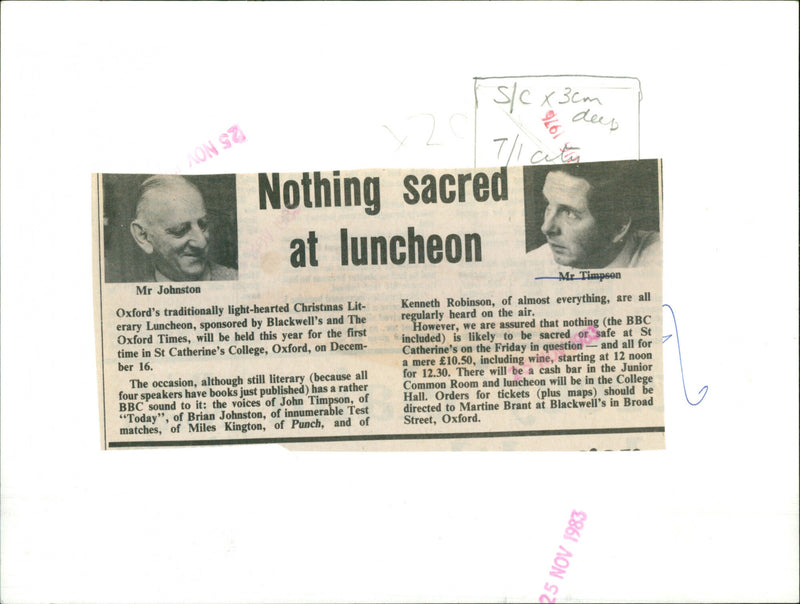 S/C x 3cm
deep
T/1 city
25 NOV
Nothing sacred
at luncheon
Mr Johnston
Mr Timpson
Oxford's traditionally light-hearted Christmas Lit-
erary Luncheon, sponsored by Blackwell's and The
Oxford Times, will be held this year for the first
time in St Catherine's College, Oxford, on Decem-
ber 16.
The occasion, although still literary (because all
four speakers have books just published) has a rather
BBC sound to it: the voices of John Timpson, of
"Today", of Brian Johnston, of innumerable Test
matches, of Miles Kington, of Punch, and of
Kenneth Robinson, of almost everything, are all
regularly heard on the air.
However, we are assured that nothing (the BBC
included) is likely to be sacred or safe at St
Catherine's on the Friday in question — and all for
a mere £10.50, including wine, starting at 12 noon
for 12.30. There will be a cash bar in the Junior
Common Room and luncheon will be in the College
Hall. Orders for tickets (plus maps) should be
directed to Martine Brant at Blackwell's in Broad
Street, Oxford.
25 NOV 1983